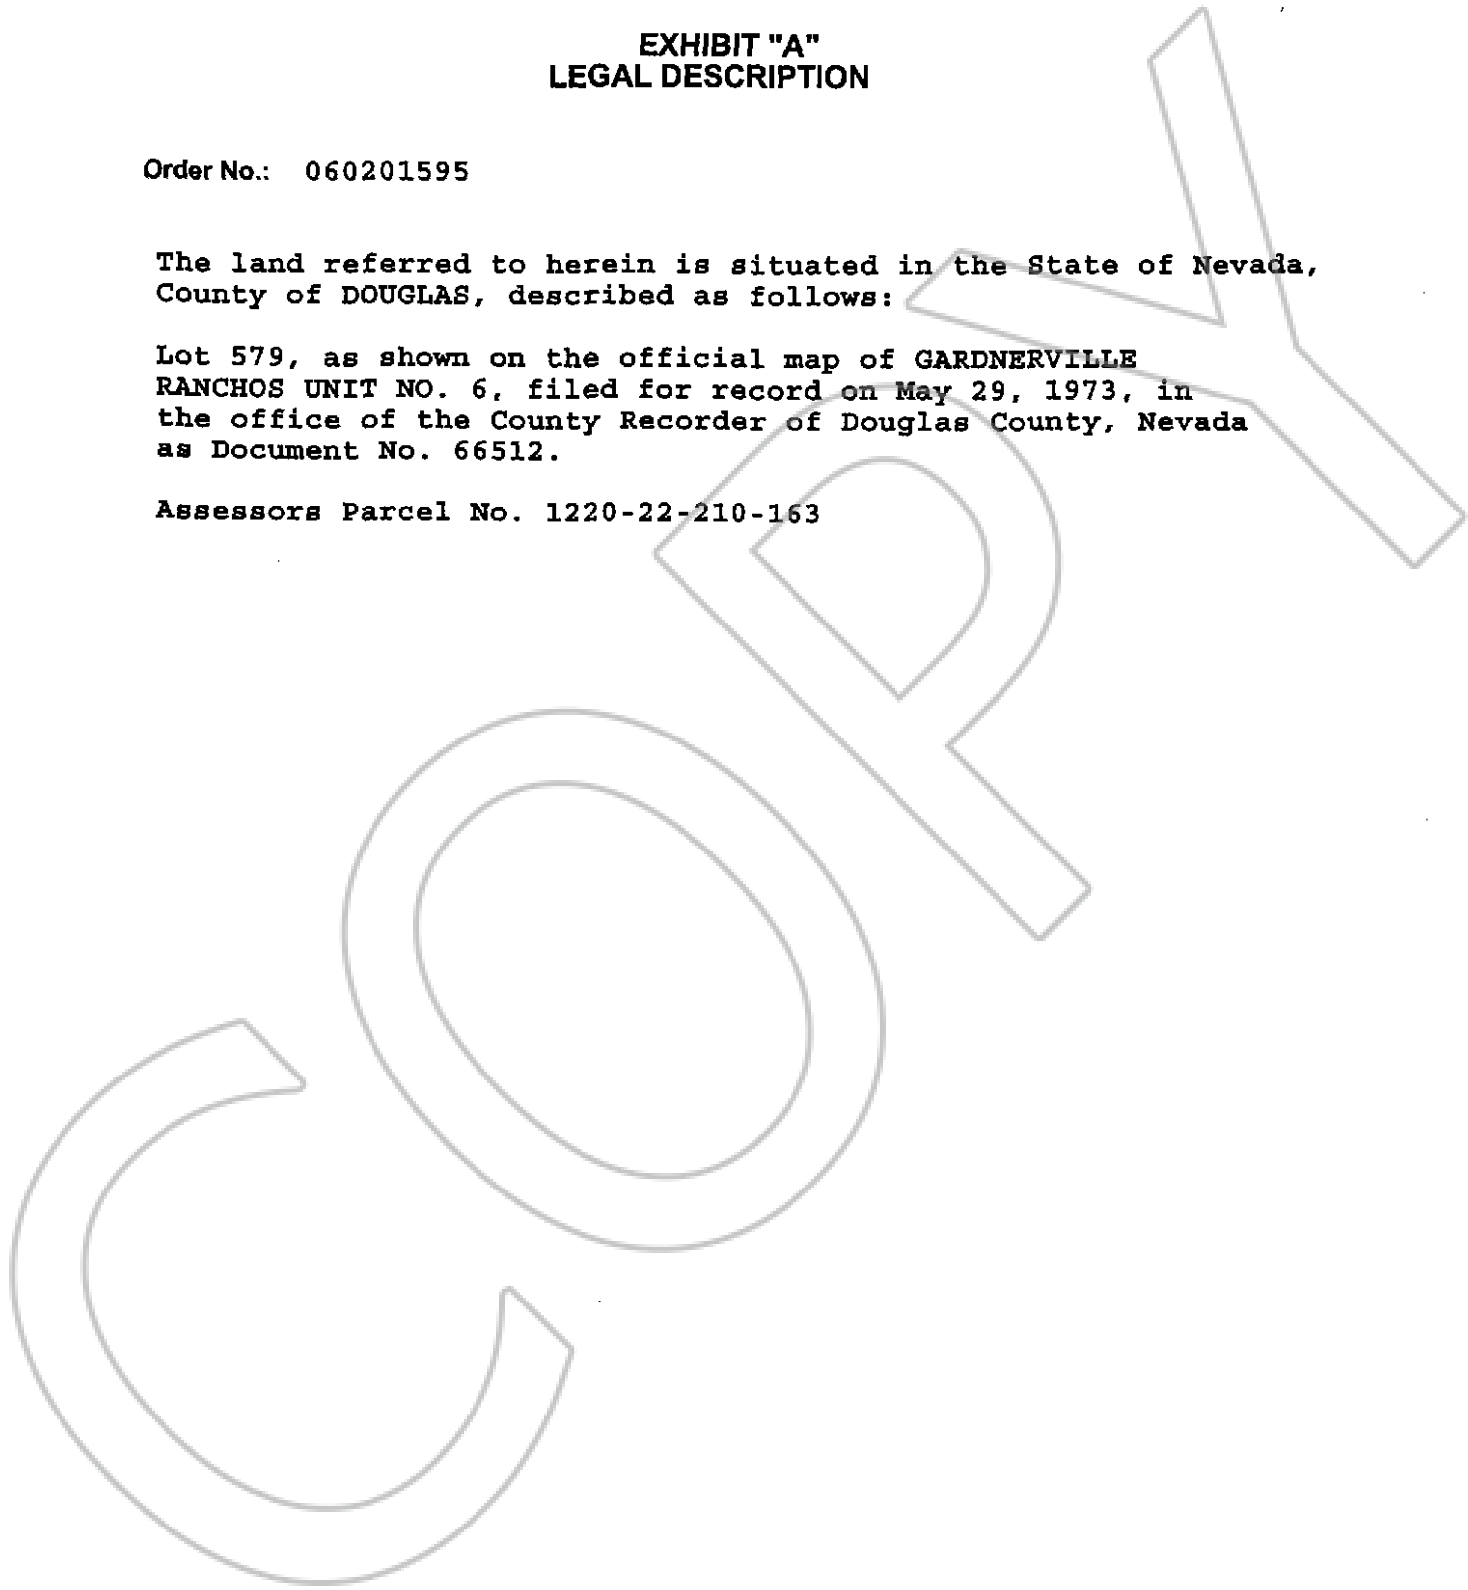 EXHIBIT "A"
LEGAL DESCRIPTION
Order No.: 060201595
The land referred to herein is situated in the State of Nevada,
County of DOUGLAS, described as follows:
Lot 579, as shown on the official map of GARDNERVILLE
RANCHOS UNIT NO. 6, filed for record on May 29, 1973, in
the office of the County Recorder of Douglas County, Nevada
as Document No. 66512.
Assessors Parcel No. 1220-22-210-163
COPY